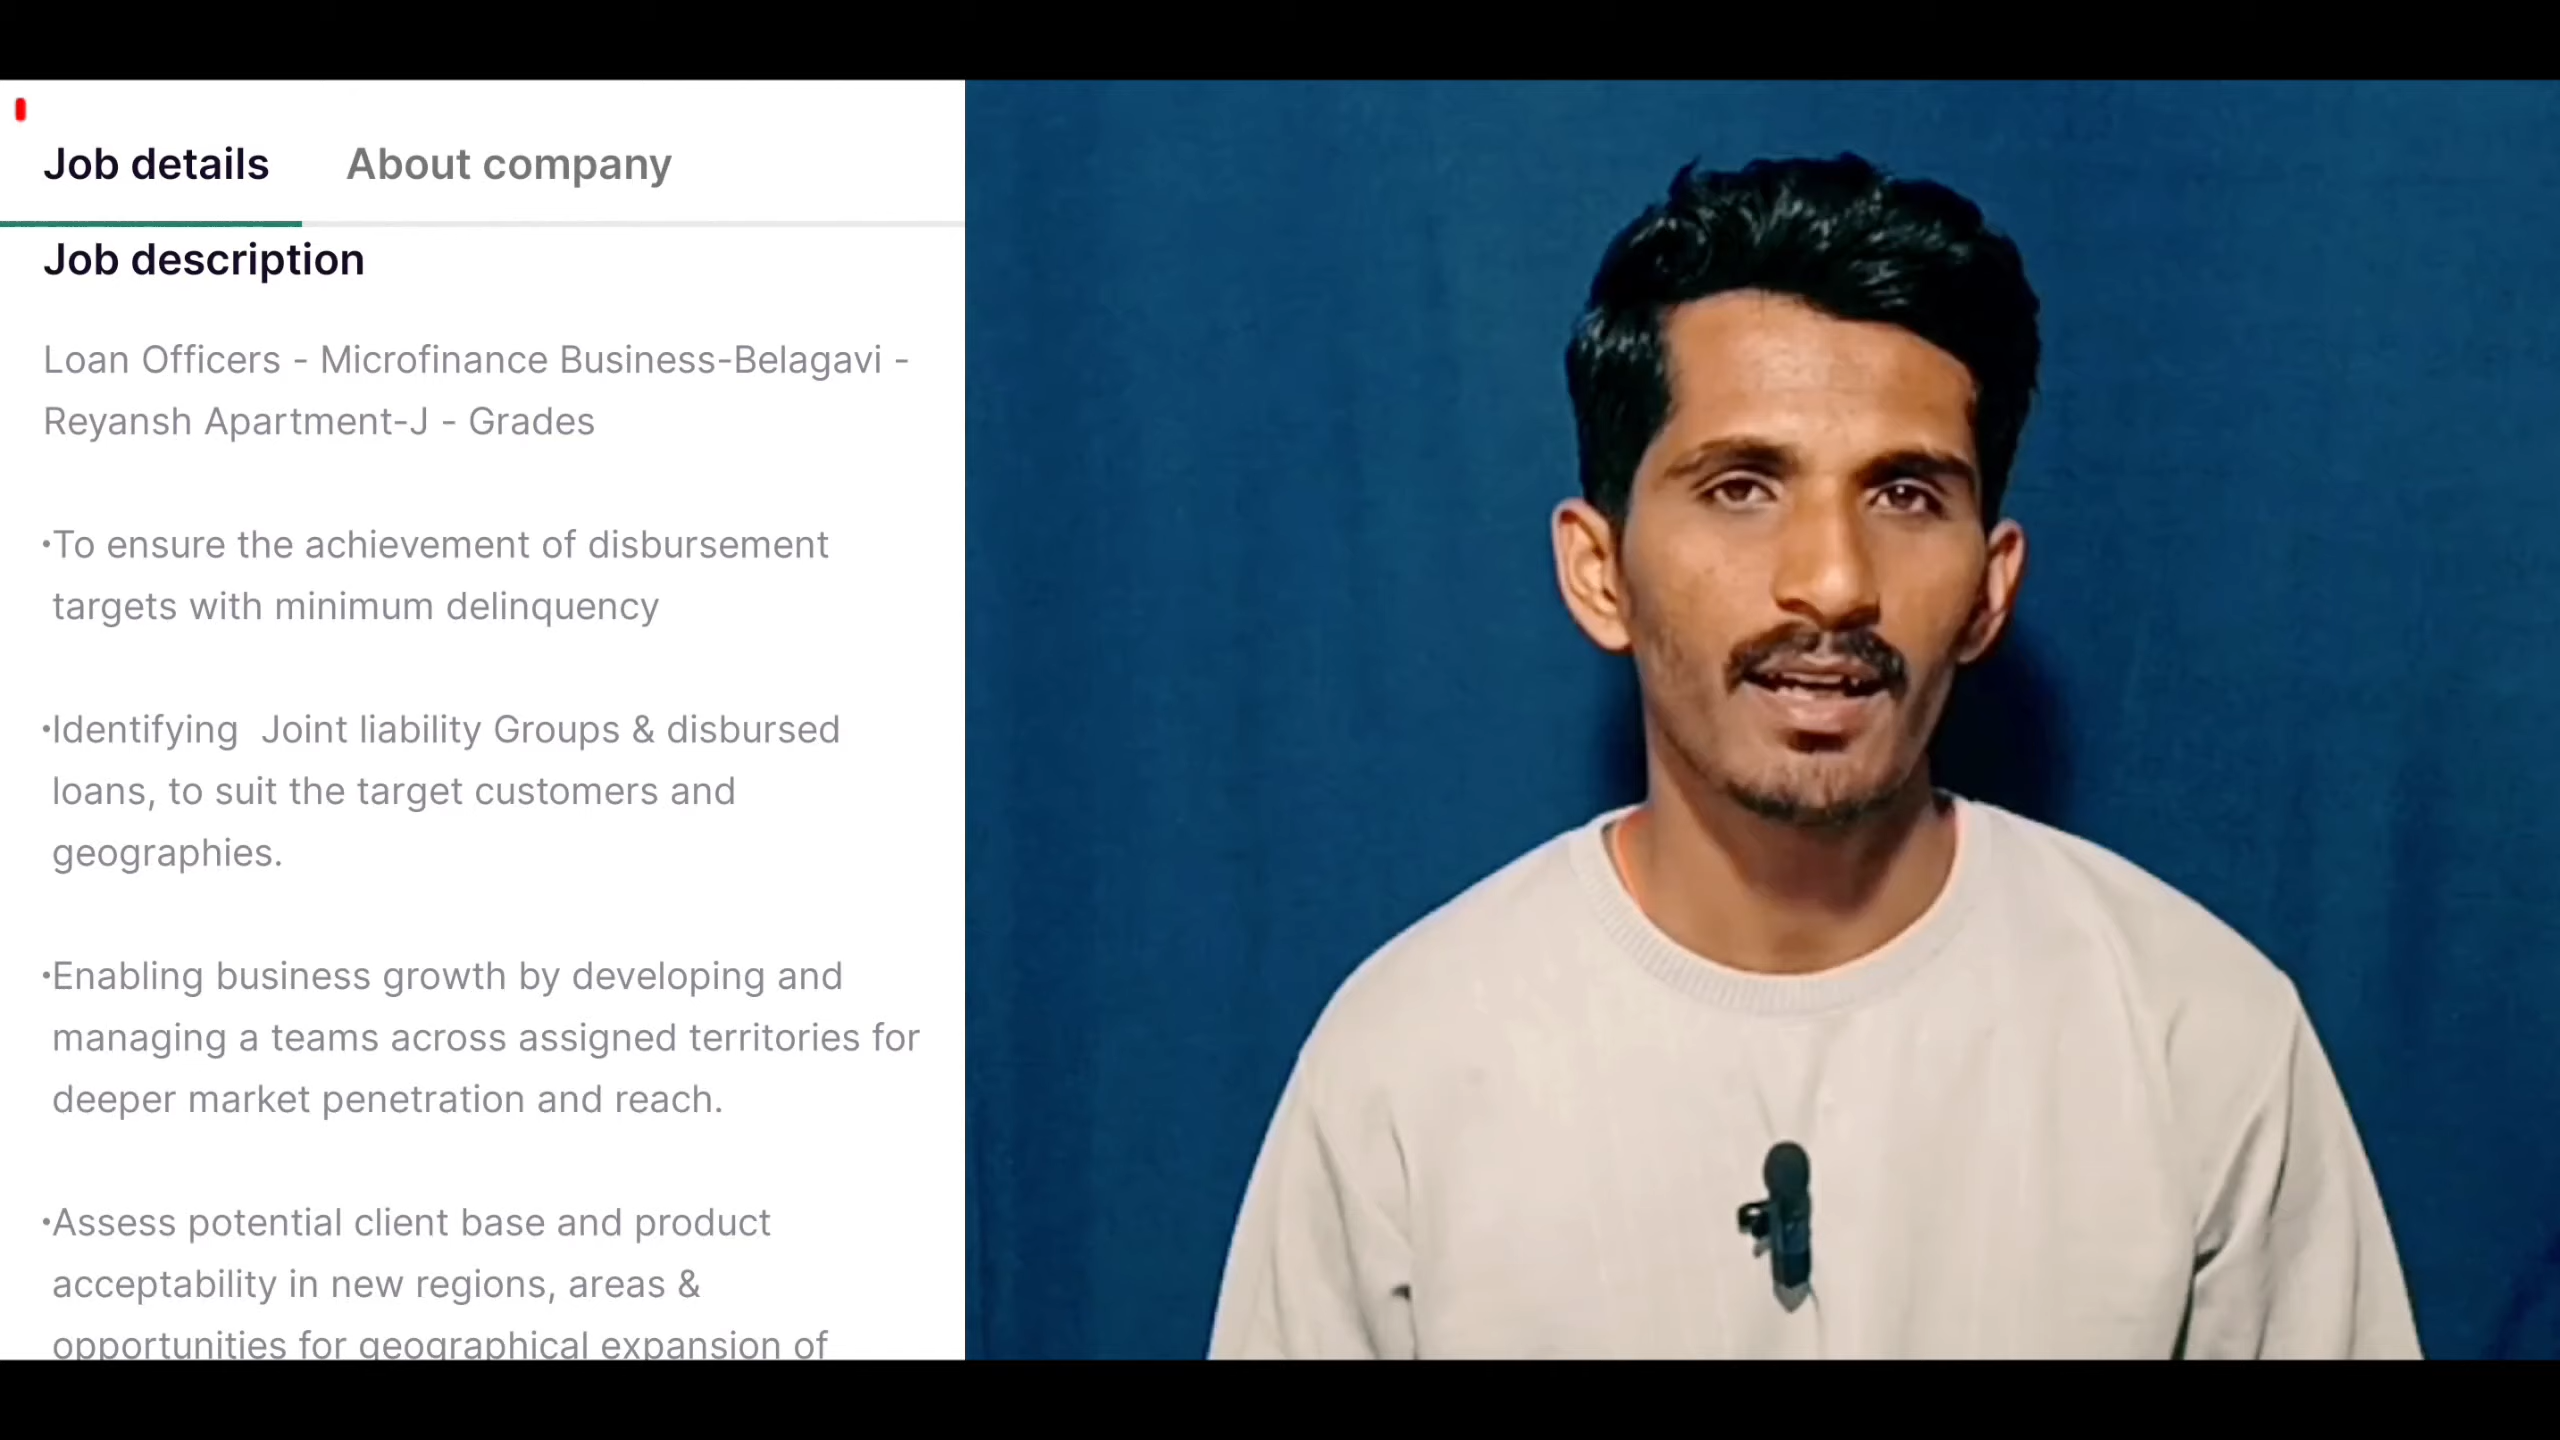 Job details About company
Job description
Loan Officers - Microfinance Business-Belagavi -
Reyansh Apartment-J - Grades
•To ensure the achievement of disbursement
targets with minimum delinquency
•Identifying  Joint liability Groups & disbursed
loans, to suit the target customers and
geographies.
•Enabling business growth by developing and
managing a teams across assigned territories for
deeper market penetration and reach.
•Assess potential client base and product
acceptability in new regions, areas &
opportunities for geographical expansion of